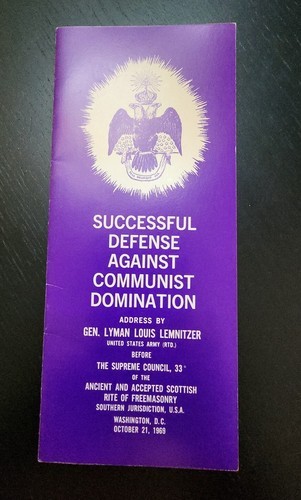 SUCCESSFUL
DEFENSE
AGAINST
COMMUNIST
DOMINATION
ADDRESS BY
GEN. LYMAN LOUIS LEMNITZER
UNITED STATES ARMY (RTD.)
BEFORE
THE SUPREME COUNCIL, 33°
OF THE
ANCIENT AND ACCEPTED SCOTTISH
RITE OF FREEMASONRY
SOUTHERN JURISDICTION, U.S.A.
WASHINGTON, D.C.
OCTOBER 21, 1969